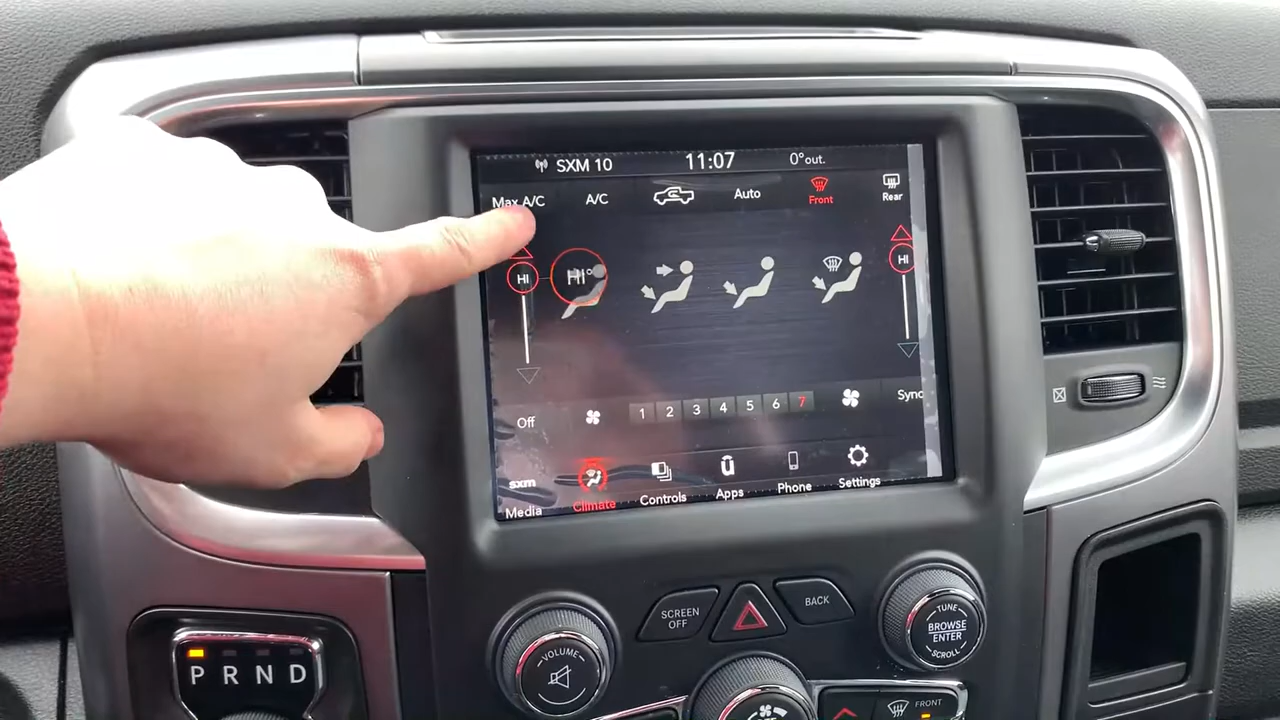 SXM 10 11:07 0°out.
Max A/C A/C Auto Front Rear
HI HI° HI
Off 1 2 3 4 5 6 7 Sync
sxm
Media Climate Controls Apps Phone Settings
SCREEN OFF BACK
VOLUME
TUNE
BROWSE
ENTER
SCROLL
P R N D
FRONT